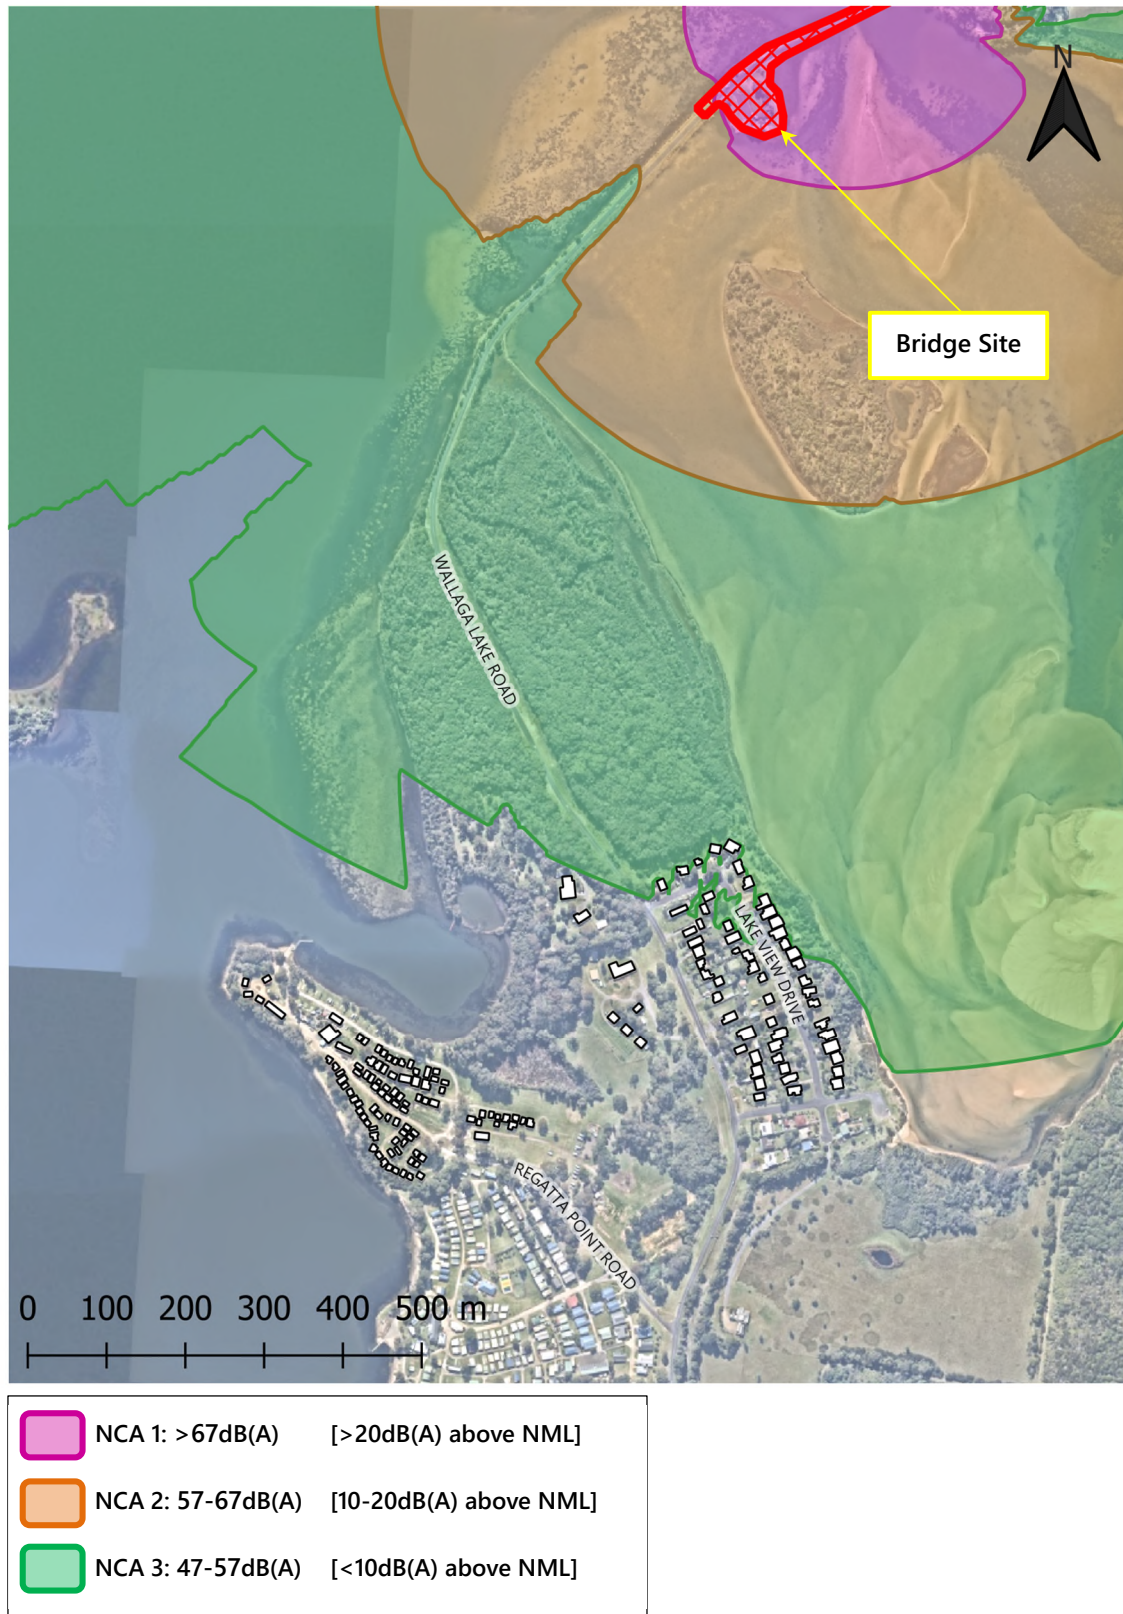 N
Bridge Site
WALLAGA LAKE ROAD
LAKE VIEW DRIVE
REGATTA POINT ROAD
0 100 200 300 400 500 m
NCA 1: >67dB(A) [>20dB(A) above NML]
NCA 2: 57-67dB(A) [10-20dB(A) above NML]
NCA 3: 47-57dB(A) [<10dB(A) above NML]